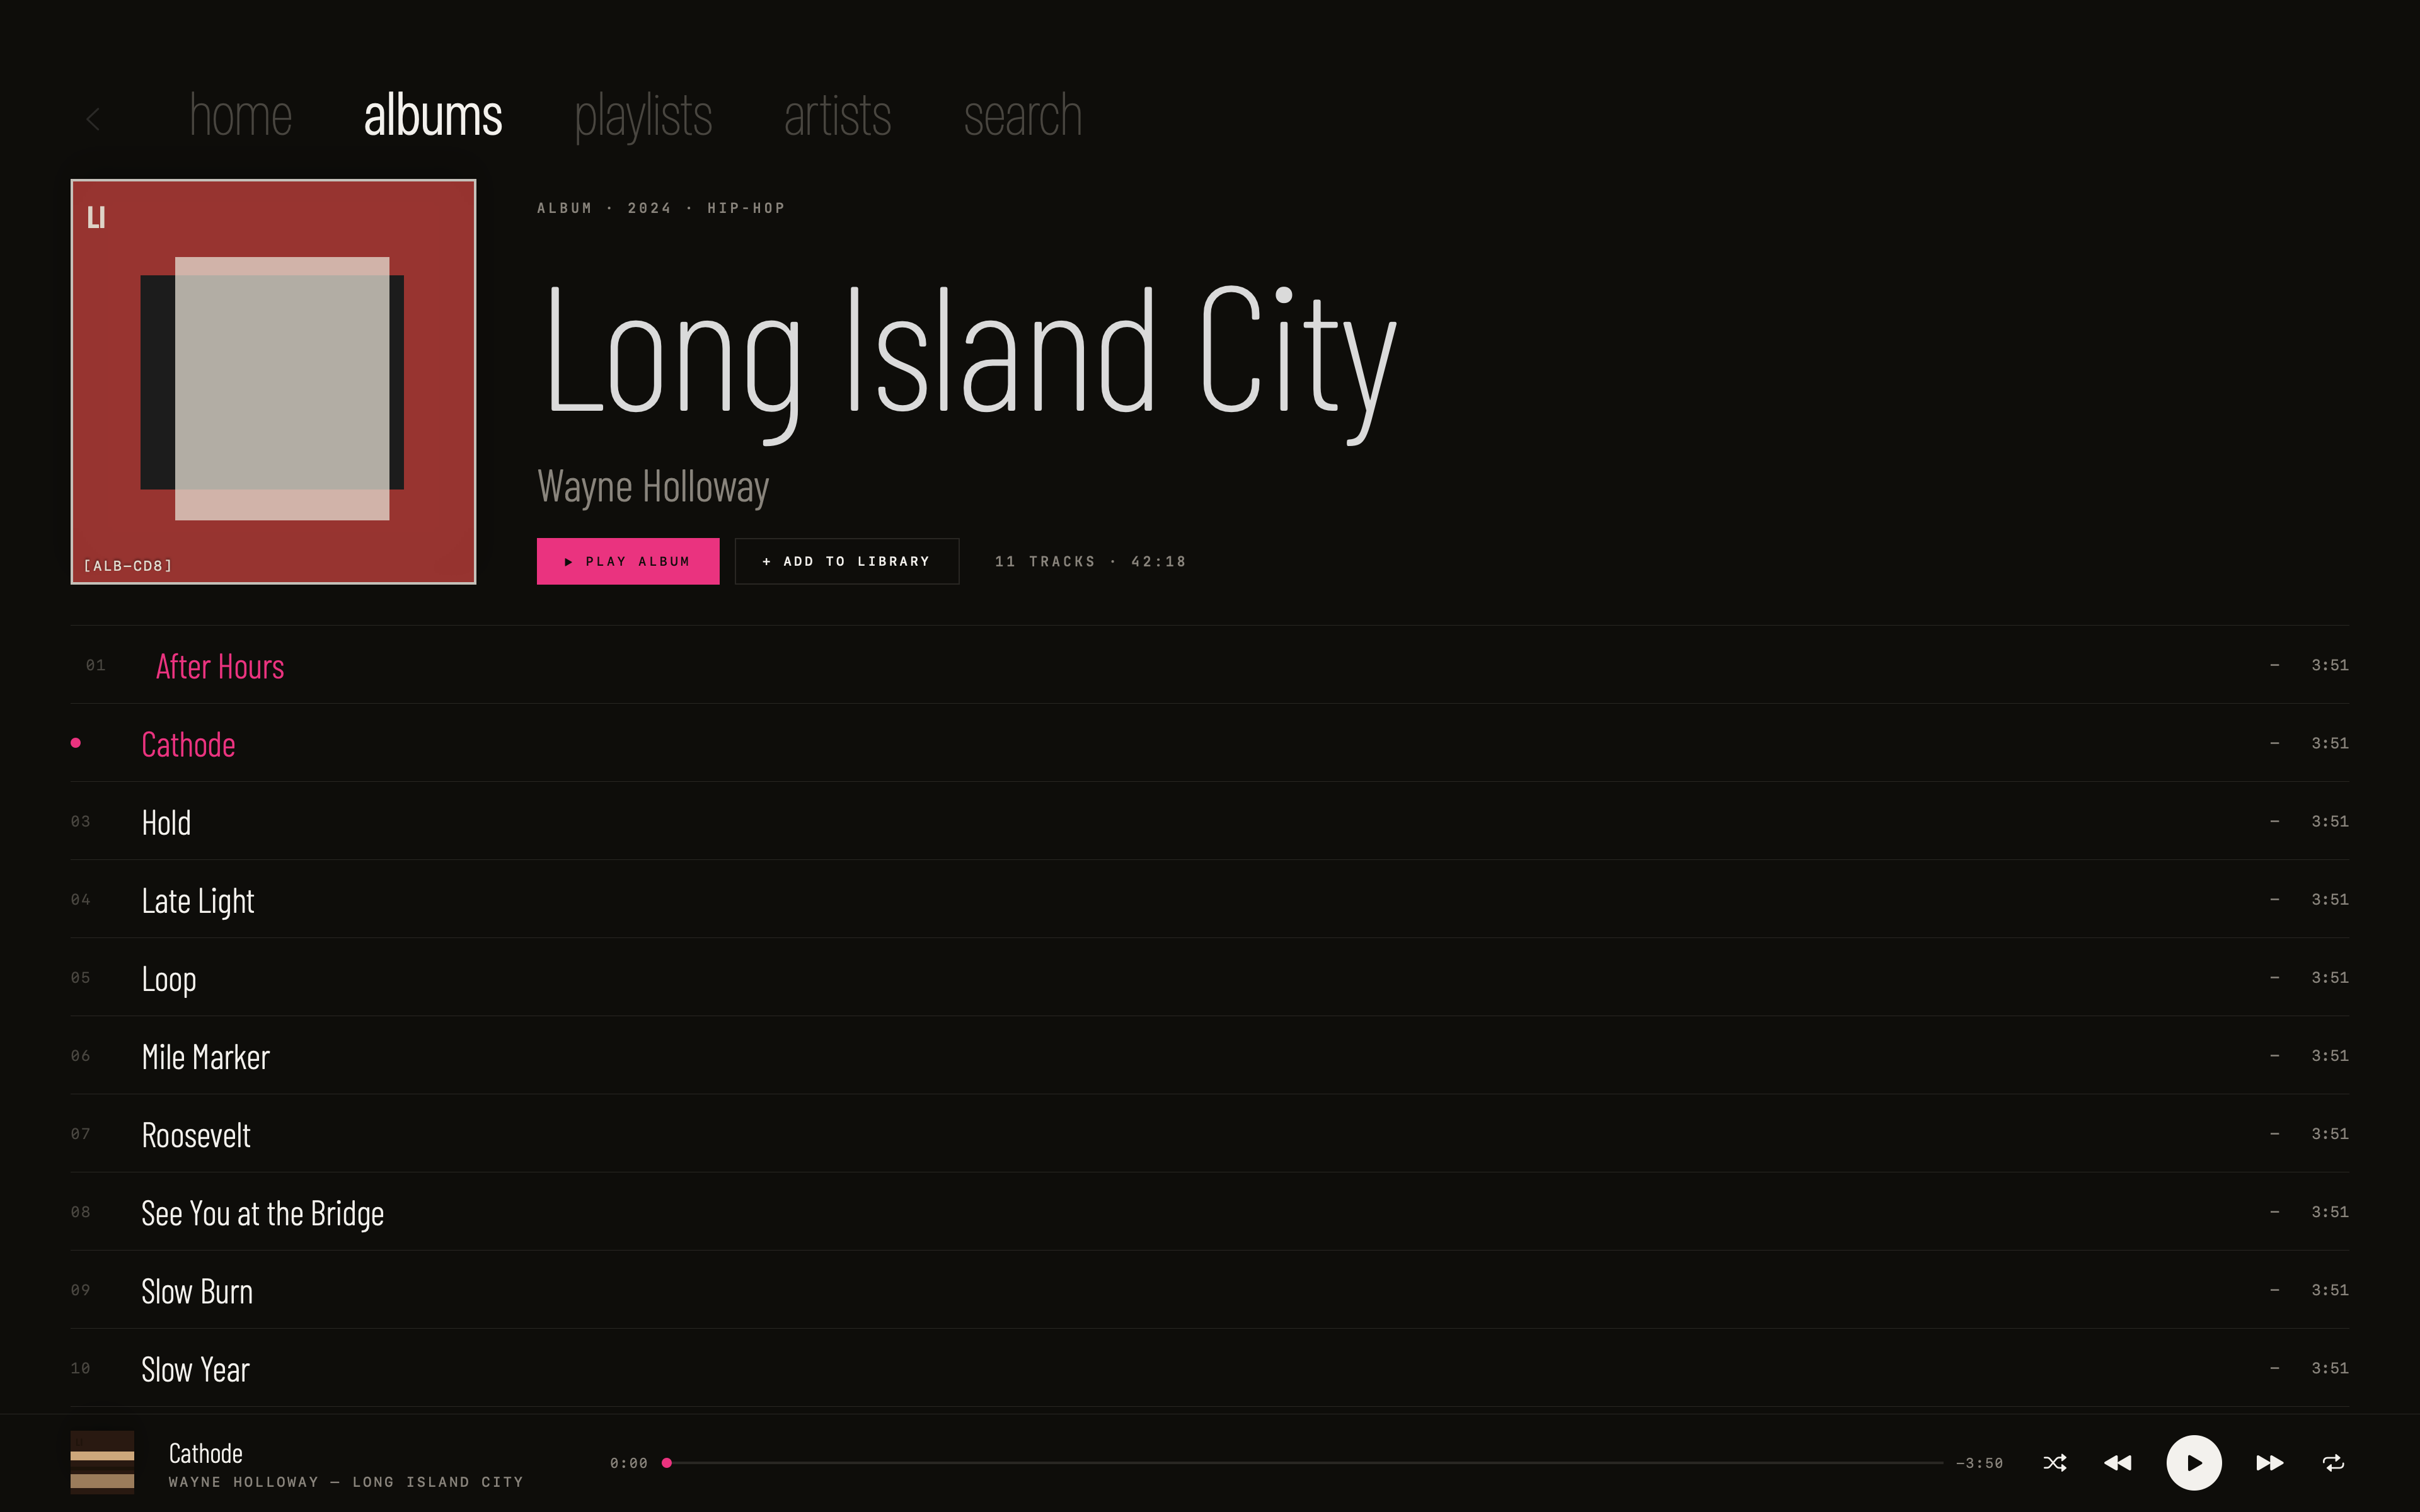 home albums playlists artists search
LI
[ALB—CD8]
ALBUM · 2024 · HIP-HOP
Long Island City
Wayne Holloway
▶ PLAY ALBUM + ADD TO LIBRARY 11 TRACKS · 42:18
01 After Hours — 3:51
Cathode — 3:51
03 Hold — 3:51
04 Late Light — 3:51
05 Loop — 3:51
06 Mile Marker — 3:51
07 Roosevelt — 3:51
08 See You at the Bridge — 3:51
09 Slow Burn — 3:51
10 Slow Year — 3:51
Cathode
WAYNE HOLLOWAY — LONG ISLAND CITY
0:00 —3:50